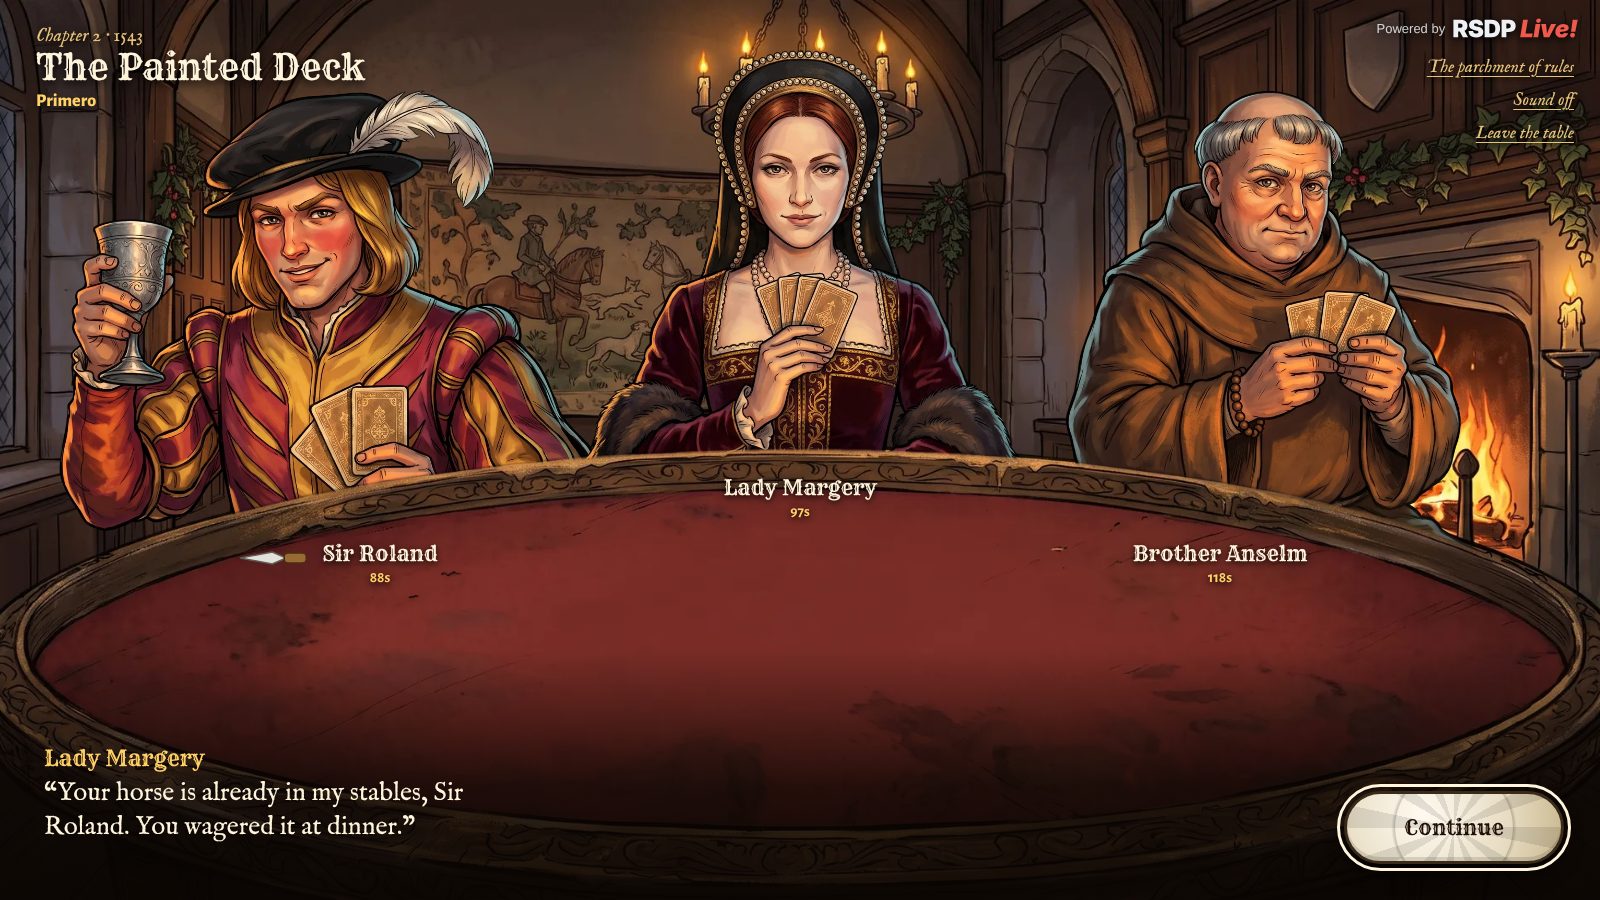 Chapter 2 · 1543
The Painted Deck
Primero
Powered by RSDP Live!
The parchment of rules
Sound off
Leave the table
Lady Margery
97s
Sir Roland
88s
Brother Anselm
118s
Lady Margery
“Your horse is already in my stables, Sir
Roland. You wagered it at dinner.”
Continue